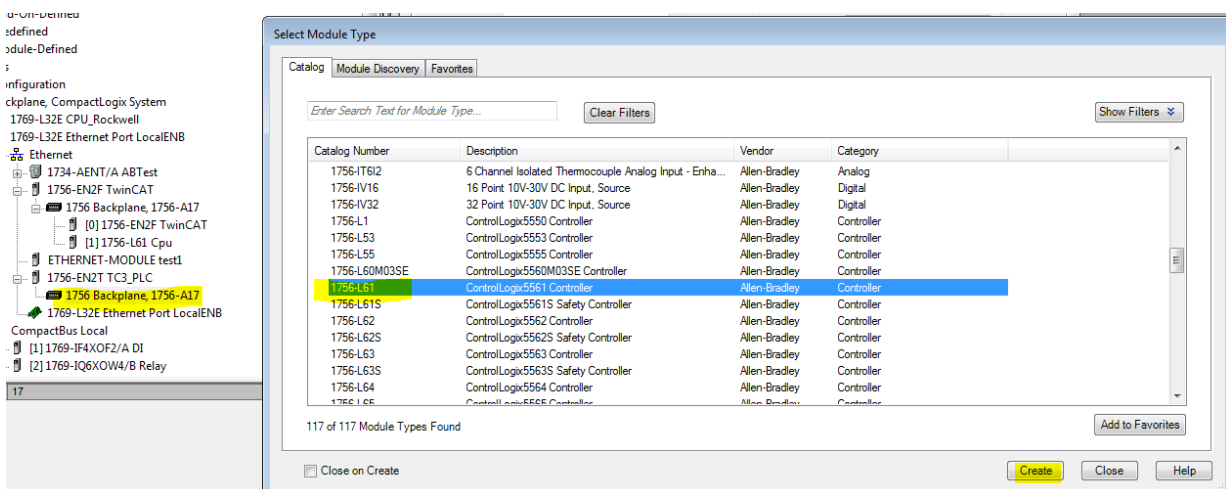 edefined
odule-Defined
s
onfiguration
ckplane, CompactLogix System
1769-L32E CPU_Rockwell
1769-L32E Ethernet Port LocalENB
Ethernet
1734-AENT/A ABTest
1756-EN2F TwinCAT
1756 Backplane, 1756-A17
[0] 1756-EN2F TwinCAT
[1] 1756-L61 Cpu
ETHERNET-MODULE test1
1756-EN2T TC3_PLC
1756 Backplane, 1756-A17
1769-L32E Ethernet Port LocalENB
CompactBus Local
[1] 1769-IF4XOF2/A DI
[2] 1769-IQ6XOW4/B Relay
17
Select Module Type
Catalog Module Discovery Favorites
Enter Search Text for Module Type... Clear Filters Show Filters
Catalog Number Description Vendor Category
1756-IT6I2 6 Channel Isolated Thermocouple Analog Input - Enha... Allen-Bradley Analog
1756-IV16 16 Point 10V-30V DC Input, Source Allen-Bradley Digital
1756-IV32 32 Point 10V-30V DC Input, Source Allen-Bradley Digital
1756-L1 ControlLogix5550 Controller Allen-Bradley Controller
1756-L53 ControlLogix5553 Controller Allen-Bradley Controller
1756-L55 ControlLogix5555 Controller Allen-Bradley Controller
1756-L60M03SE ControlLogix5560M03SE Controller Allen-Bradley Controller
1756-L61 ControlLogix5561 Controller Allen-Bradley Controller
1756-L61S ControlLogix5561S Safety Controller Allen-Bradley Controller
1756-L62 ControlLogix5562 Controller Allen-Bradley Controller
1756-L62S ControlLogix5562S Safety Controller Allen-Bradley Controller
1756-L63 ControlLogix5563 Controller Allen-Bradley Controller
1756-L63S ControlLogix5563S Safety Controller Allen-Bradley Controller
1756-L64 ControlLogix5564 Controller Allen-Bradley Controller
1756-L65 ControlLogix5565 Controller Allen-Bradley Controller
117 of 117 Module Types Found Add to Favorites
Close on Create Create Close Help